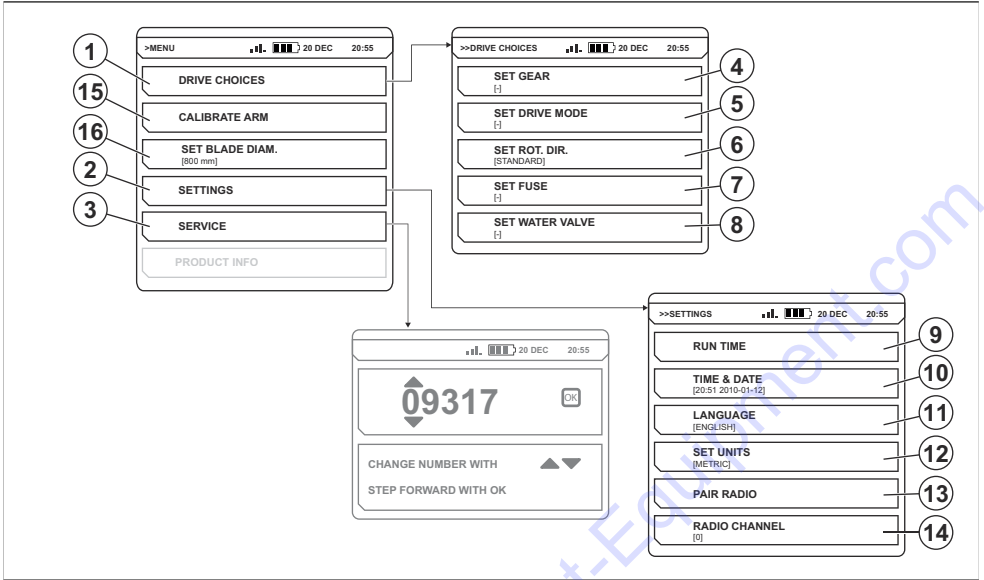 >MENU 20 DEC 20:55
1 DRIVE CHOICES
15 CALIBRATE ARM
16 SET BLADE DIAM.
[800 mm]
2 SETTINGS
3 SERVICE
PRODUCT INFO
>>DRIVE CHOICES 20 DEC 20:55
SET GEAR 4
[-]
SET DRIVE MODE 5
[-]
SET ROT. DIR. 6
[STANDARD]
SET FUSE 7
[-]
SET WATER VALVE 8
[-]
20 DEC 20:55
09317 OK
CHANGE NUMBER WITH
STEP FORWARD WITH OK
>>SETTINGS 20 DEC 20:55
RUN TIME 9
TIME & DATE 10
[20:51 2010-01-12]
LANGUAGE 11
[ENGLISH]
SET UNITS 12
[METRIC]
PAIR RADIO 13
RADIO CHANNEL 14
[0]
t-Equipment.com